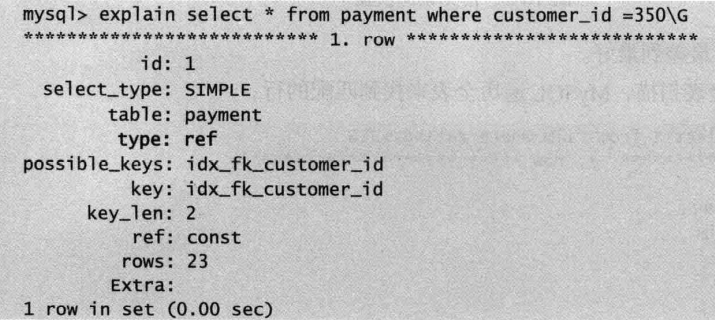 mysql> explain select * from payment where customer_id =350\G
*************************** 1. row ***************************
id: 1
select_type: SIMPLE
table: payment
type: ref
possible_keys: idx_fk_customer_id
key: idx_fk_customer_id
key_len: 2
ref: const
rows: 23
Extra:
1 row in set (0.00 sec)